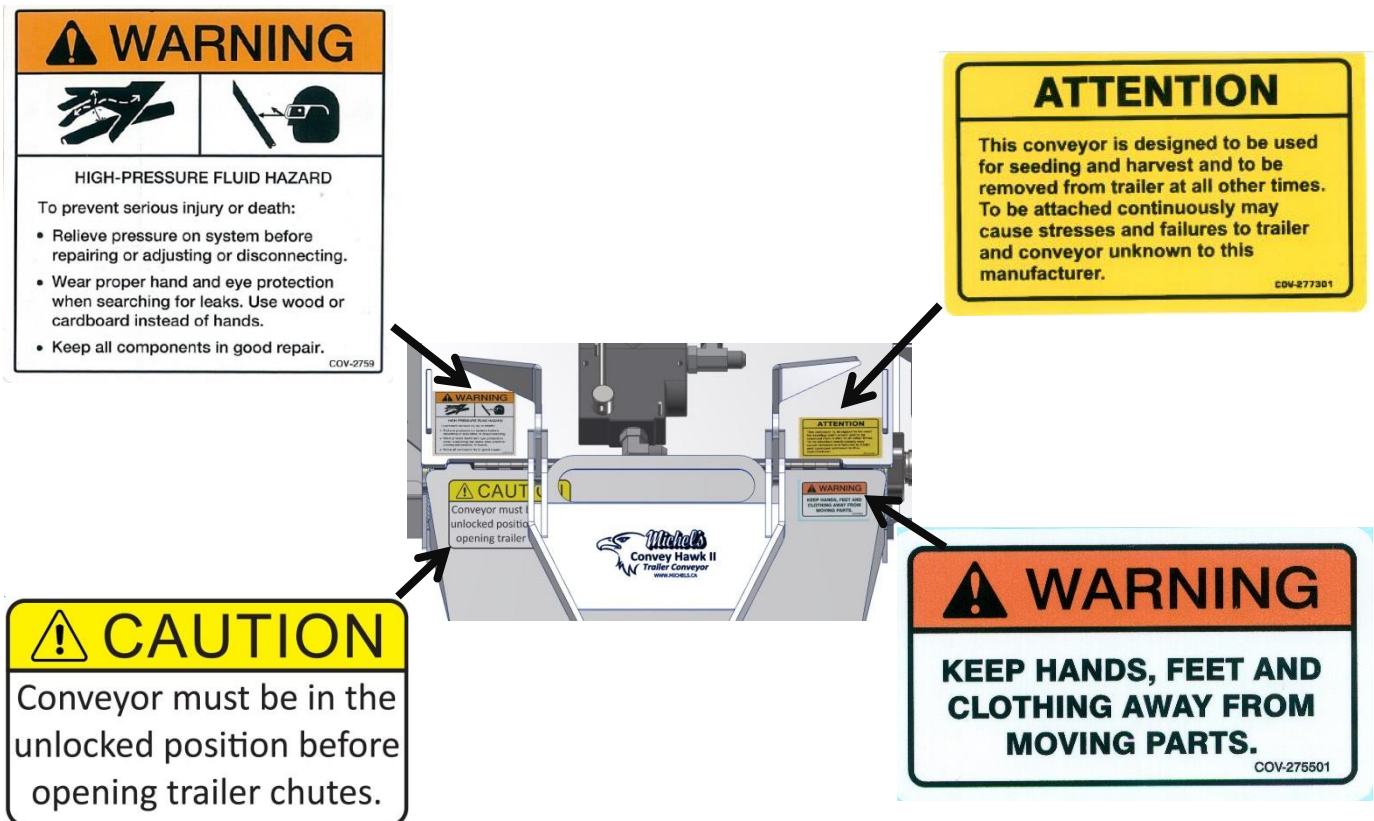 WARNING
HIGH-PRESSURE FLUID HAZARD
To prevent serious injury or death:
• Relieve pressure on system before
repairing or adjusting or disconnecting.
• Wear proper hand and eye protection
when searching for leaks. Use wood or
cardboard instead of hands.
• Keep all components in good repair.
COV-2759
ATTENTION
This conveyor is designed to be used
for seeding and harvest and to be
removed from trailer at all other times.
To be attached continuously may
cause stresses and failures to trailer
and conveyor unknown to this
manufacturer.
COV-277301
WARNING
HIGH-PRESSURE FLUID HAZARD
ATTENTION
CAUTION
Conveyor must
unlocked
opening trailer
WARNING
KEEP HANDS, FEET AND
CLOTHING AWAY FROM
MOVING PARTS.
Michel's
Convey Hawk II
Trailer Conveyor
WWW.MICHELS.CA
CAUTION
Conveyor must be in the
unlocked position before
opening trailer chutes.
WARNING
KEEP HANDS, FEET AND
CLOTHING AWAY FROM
MOVING PARTS.
COV-275501